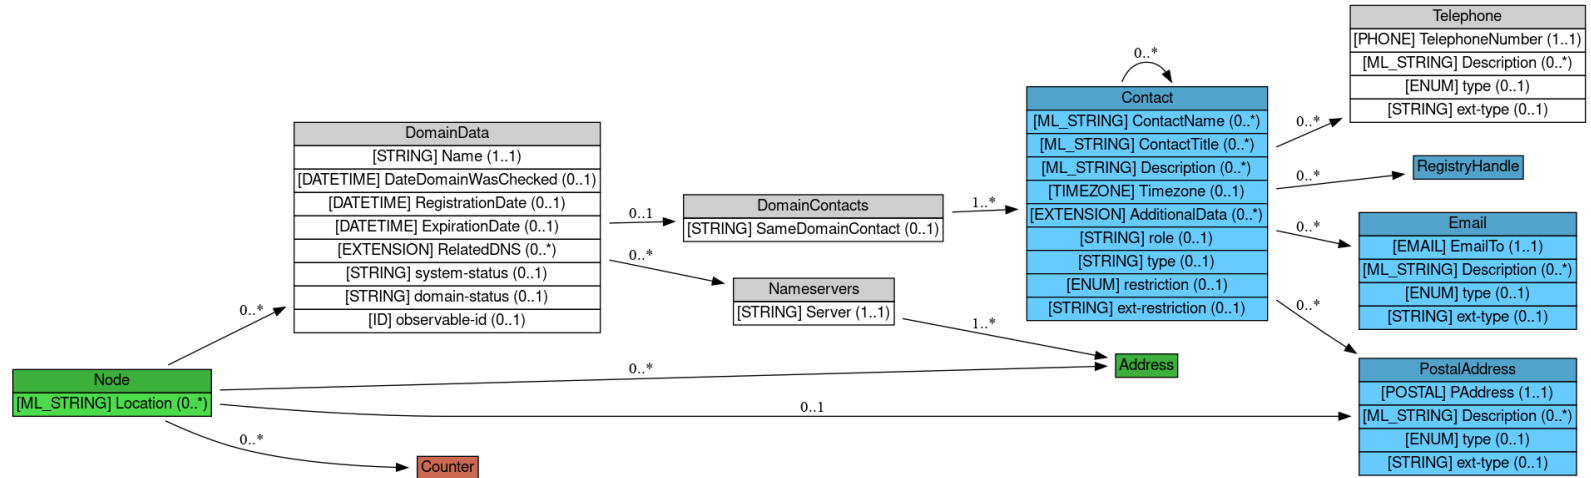 Node
[ML_STRING] Location (0..*)
0..*
0..*
0..1
0..*
DomainData
[STRING] Name (1..1)
[DATETIME] DateDomainWasChecked (0..1)
[DATETIME] RegistrationDate (0..1)
[DATETIME] ExpirationDate (0..1)
[EXTENSION] RelatedDNS (0..*)
[STRING] system-status (0..1)
[STRING] domain-status (0..1)
[ID] observable-id (0..1)
0..1
0..*
Counter
DomainContacts
[STRING] SameDomainContact (0..1)
1..*
Nameservers
[STRING] Server (1..1)
1..*
Address
0..*
Contact
[ML_STRING] ContactName (0..*)
[ML_STRING] ContactTitle (0..*)
[ML_STRING] Description (0..*)
[TIMEZONE] Timezone (0..1)
[EXTENSION] AdditionalData (0..*)
[STRING] role (0..1)
[STRING] type (0..1)
[ENUM] restriction (0..1)
[STRING] ext-restriction (0..1)
0..*
0..*
0..*
0..*
Telephone
[PHONE] TelephoneNumber (1..1)
[ML_STRING] Description (0..*)
[ENUM] type (0..1)
[STRING] ext-type (0..1)
RegistryHandle
Email
[EMAIL] EmailTo (1..1)
[ML_STRING] Description (0..*)
[ENUM] type (0..1)
[STRING] ext-type (0..1)
PostalAddress
[POSTAL] PAddress (1..1)
[ML_STRING] Description (0..*)
[ENUM] type (0..1)
[STRING] ext-type (0..1)